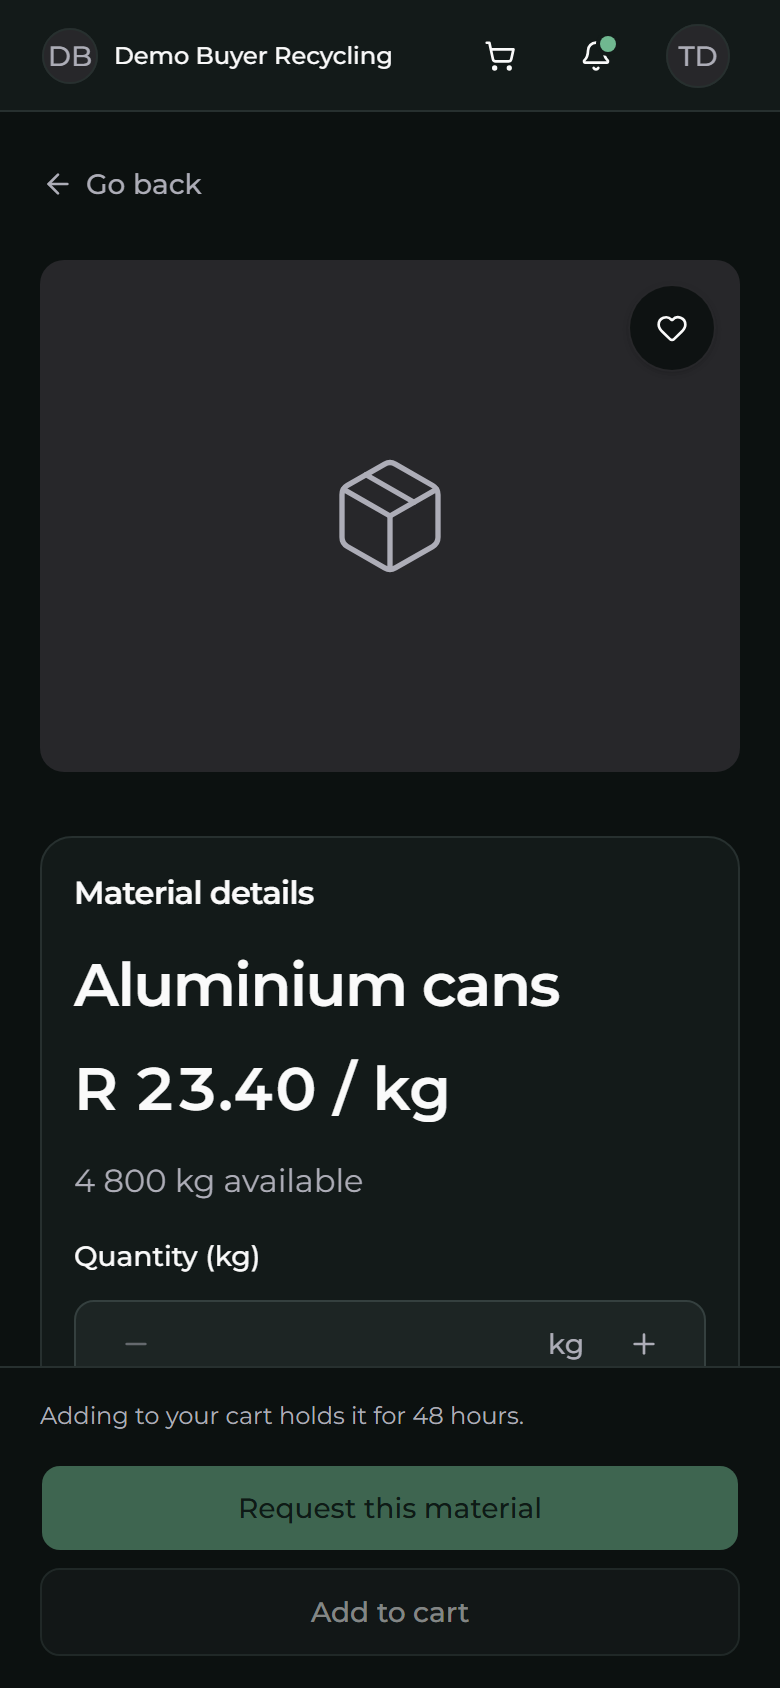 DB Demo Buyer Recycling TD
Go back
Material details
Aluminium cans
R 23.40 / kg
4 800 kg available
Quantity (kg)
kg
Adding to your cart holds it for 48 hours.
Request this material
Add to cart